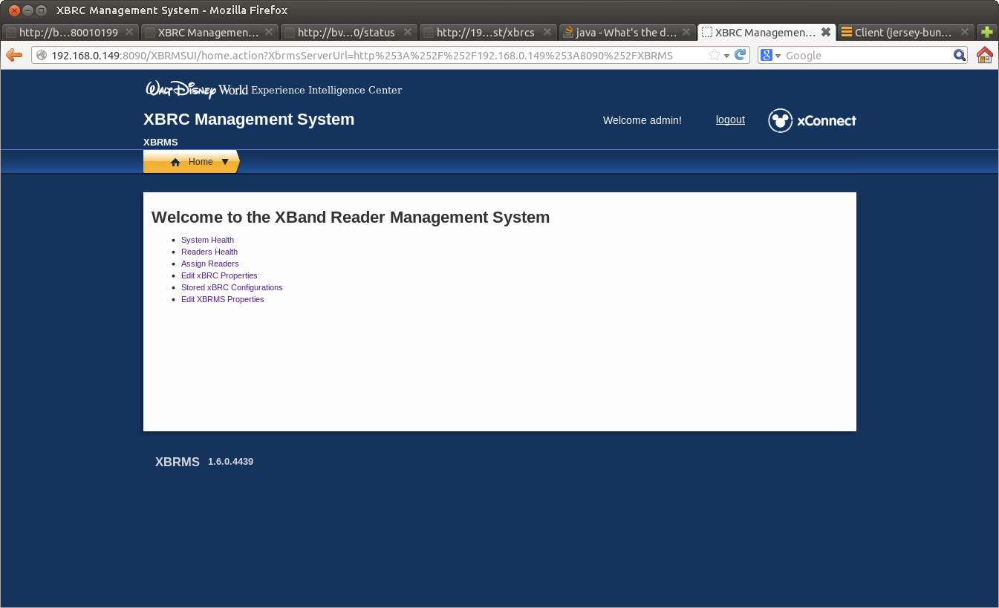 XBRC Management System - Mozilla Firefox
http://b...80010199
XBRC Managemen...
http://bv...0/status
http://19...st/xbrcs
java - What's the d...
XBRC Managemen...
Client (jersey-bun...
192.168.0.149:8090/XBRMSUI/home.action?XbrmsServerUrl=http%253A%252F%252F192.168.0.149%253A8090%252FXBRMS
Google
Walt Disney World Experience Intelligence Center
XBRC Management System
Welcome admin!
logout
xConnect
XBRMS
Home
Welcome to the XBand Reader Management System
System Health
Readers Health
Assign Readers
Edit xBRC Properties
Stored xBRC Configurations
Edit XBRMS Properties
XBRMS 1.6.0.4439